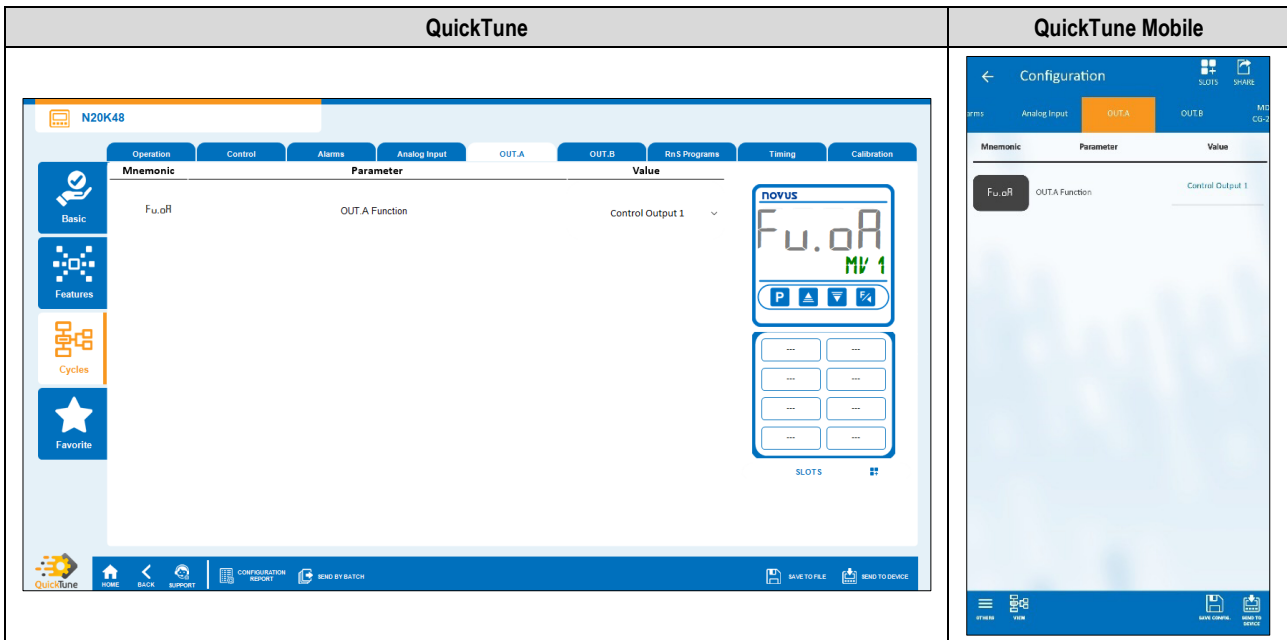 QuickTune
QuickTune Mobile
N20K48
Operation Control Alarms Analog Input OUT.A OUT.B RnS Programs Timing Calibration
Mnemonic Parameter Value
Fu.oA OUT.A Function Control Output 1
Basic
Features
Cycles
Favorite
novus
Fu.oA
MV 1
P F/
--- ---
--- ---
--- ---
--- ---
SLOTS
QuickTune
HOME BACK SUPPORT CONFIGURATION REPORT SEND BY BATCH SAVE TO FILE SEND TO DEVICE
Configuration
SLOTS SHARE
arms Analog Input OUT.A OUT.B MO
CG-2
Mnemonic Parameter Value
Fu.oA OUT.A Function Control Output 1
OTHERS VIEW SAVE CONFIG. SEND TO
DEVICE